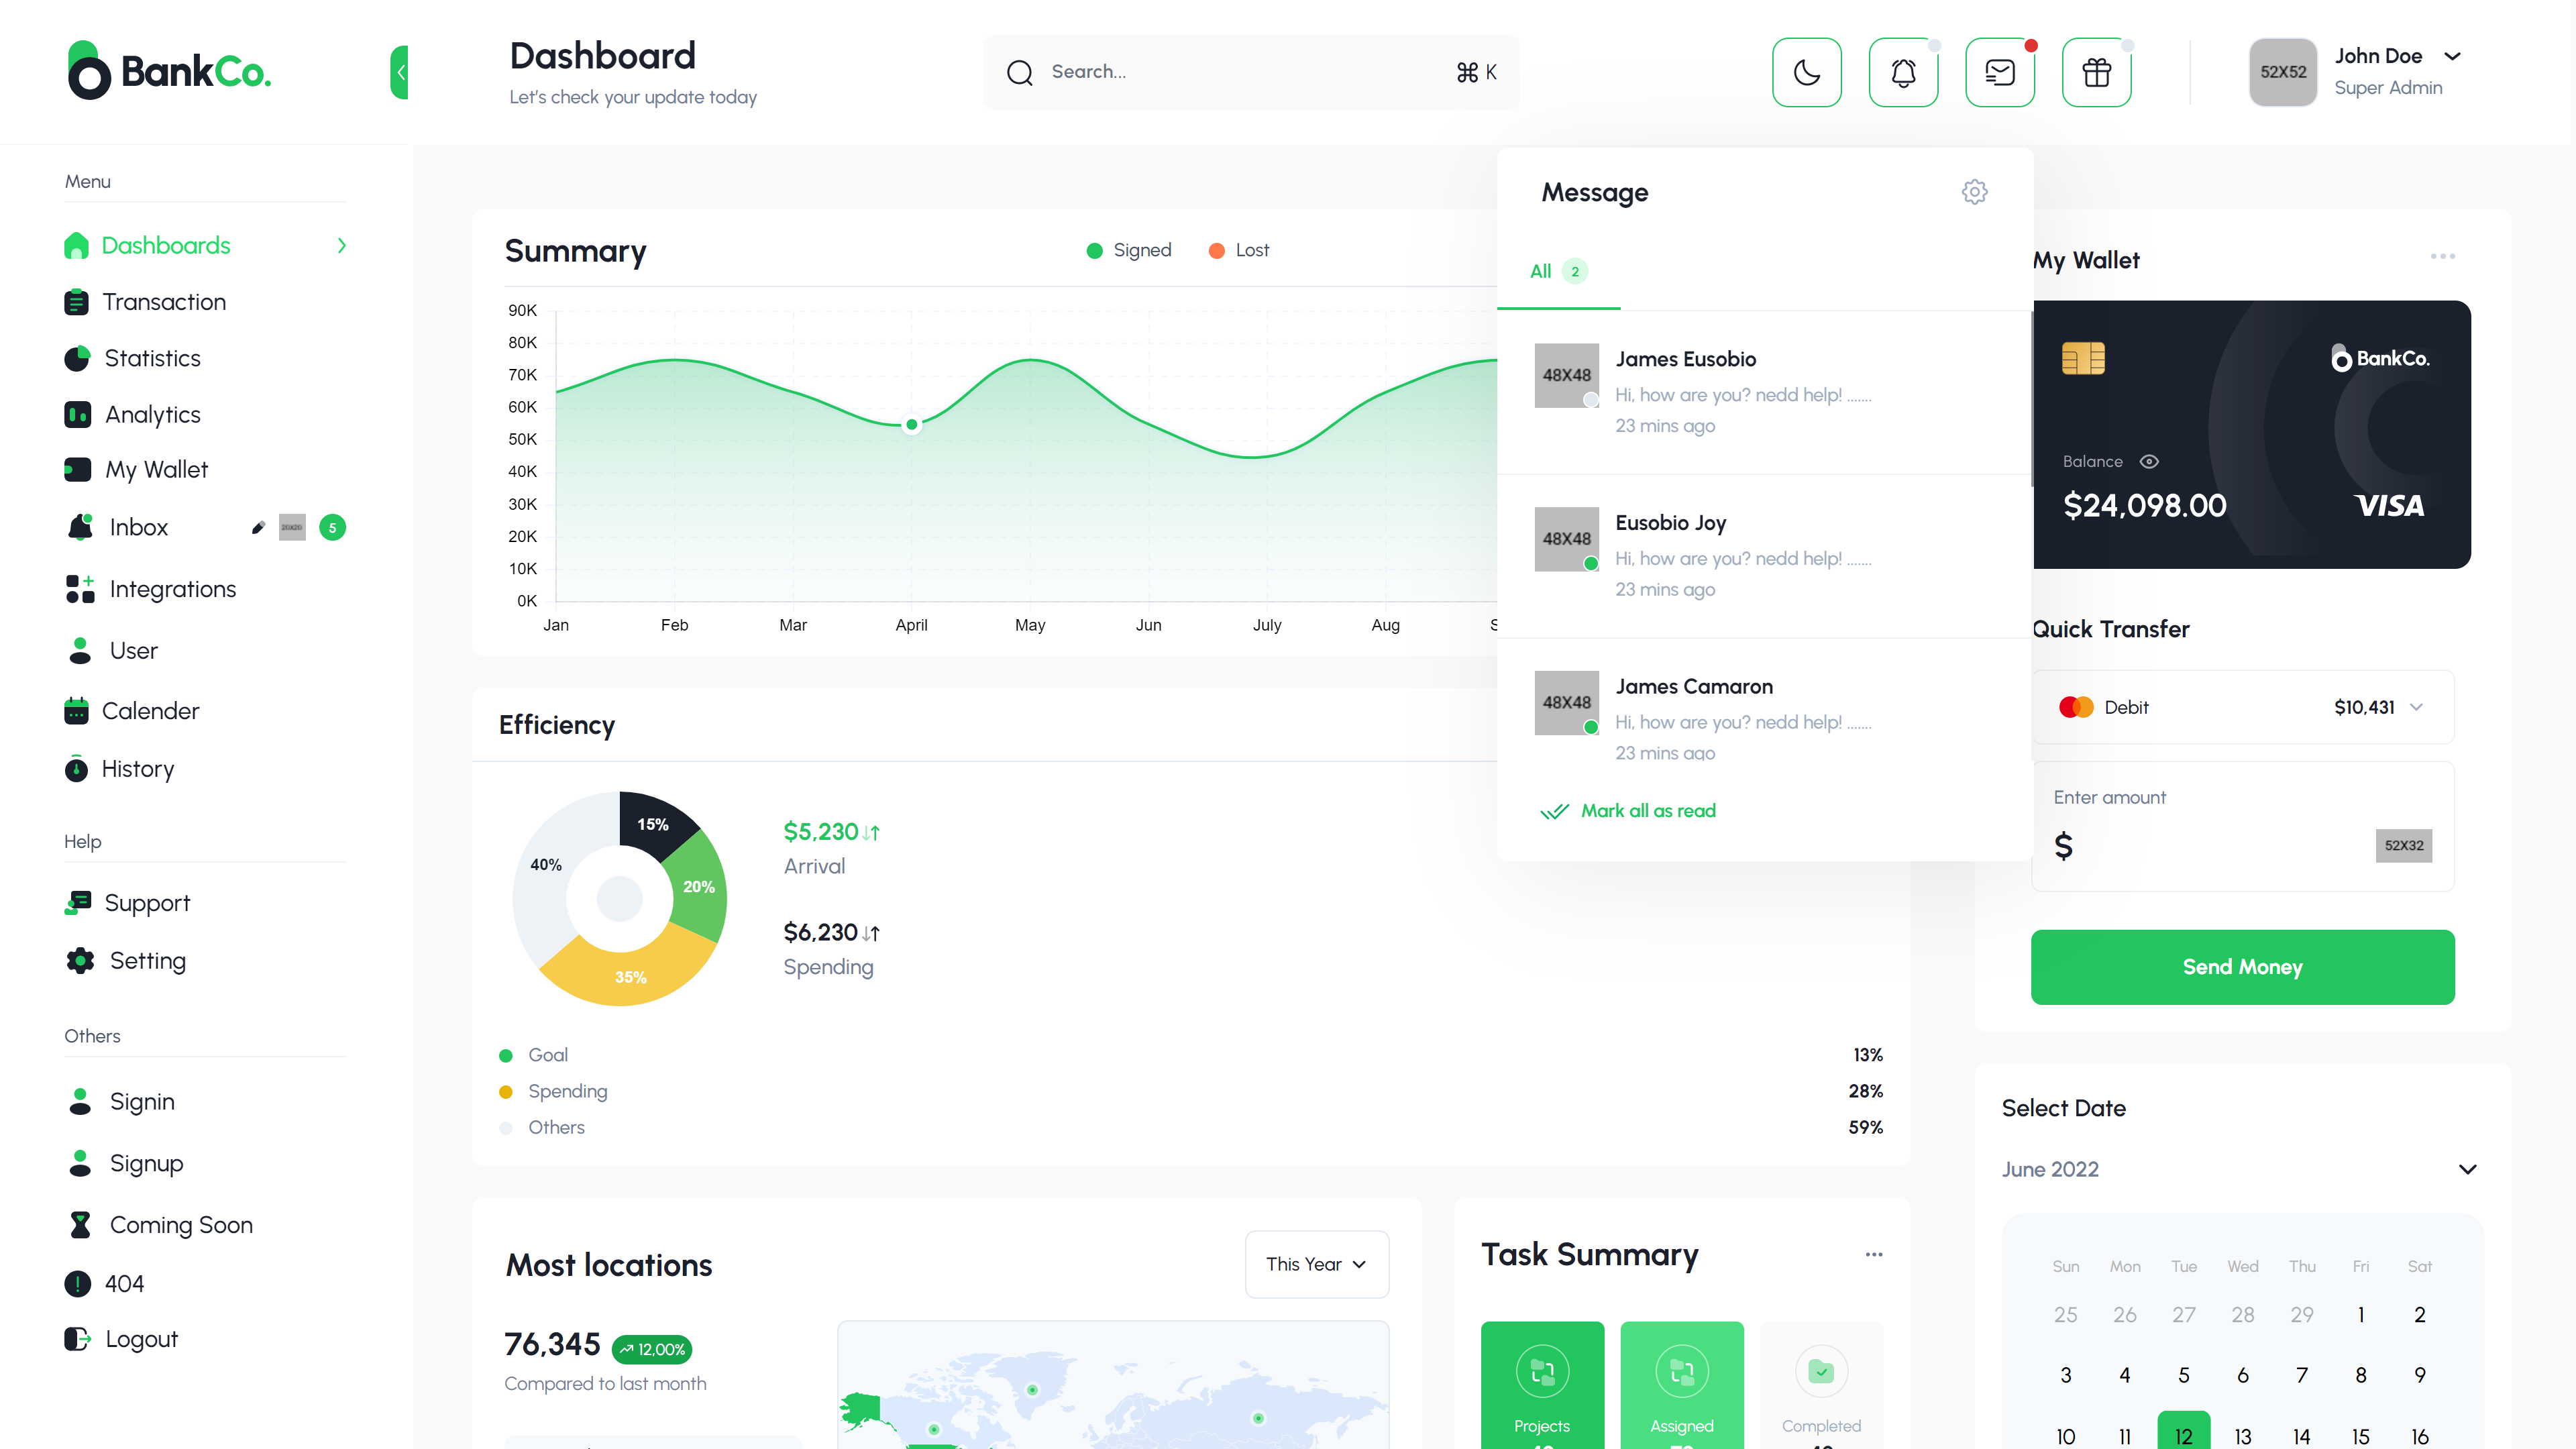 BankCo.
Dashboard
Let's check your update today
Search...
⌘ K
52X52
John Doe
Super Admin
Menu
Dashboards
Transaction
Statistics
Analytics
My Wallet
Inbox
20X20
5
Integrations
User
Calender
History
Help
Support
Setting
Others
Signin
Signup
Coming Soon
404
Logout
Summary
Signed
Lost
90K
80K
70K
60K
50K
40K
30K
20K
10K
0K
Jan Feb Mar April May Jun July Aug S
Message
All 2
48X48
James Eusobio
Hi, how are you? nedd help! .......
23 mins ago
48X48
Eusobio Joy
Hi, how are you? nedd help! .......
23 mins ago
48X48
James Camaron
Hi, how are you? nedd help! .......
23 mins ago
Mark all as read
My Wallet
BankCo.
Balance
$24,098.00
VISA
Quick Transfer
Debit
$10,431
Enter amount
$
52X32
Send Money
Efficiency
15%
20%
35%
40%
$5,230
Arrival
$6,230
Spending
Goal 13%
Spending 28%
Others 59%
Select Date
June 2022
Sun Mon Tue Wed Thu Fri Sat
25 26 27 28 29 1 2
3 4 5 6 7 8 9
10 11 12 13 14 15 16
Most locations
This Year
76,345
12,00%
Compared to last month
Task Summary
Projects
Assigned
Completed